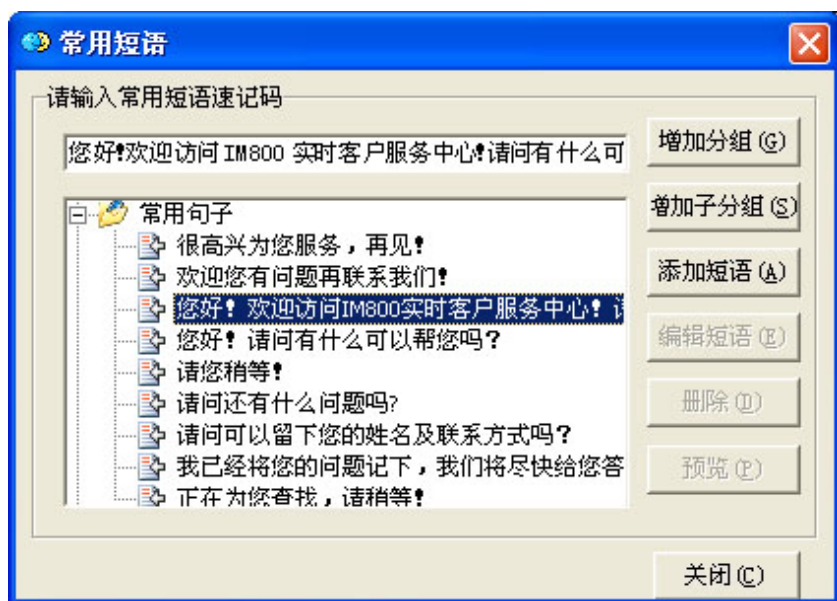 常用短语
请输入常用短语速记码
您好!欢迎访问IM800 实时客户服务中心!请问有什么可
常用句子
很高兴为您服务，再见!
欢迎您有问题再联系我们!
您好! 欢迎访问IM800实时客户服务中心!
您好! 请问有什么可以帮您吗?
请您稍等!
请问还有什么问题吗?
请问可以留下您的姓名及联系方式吗?
我已经将您的问题记下，我们将尽快给您答
正在为您查找，请稍等!
增加分组(G)
增加子分组(S)
添加短语(A)
编辑短语(E)
删除(D)
预览(P)
关闭(C)